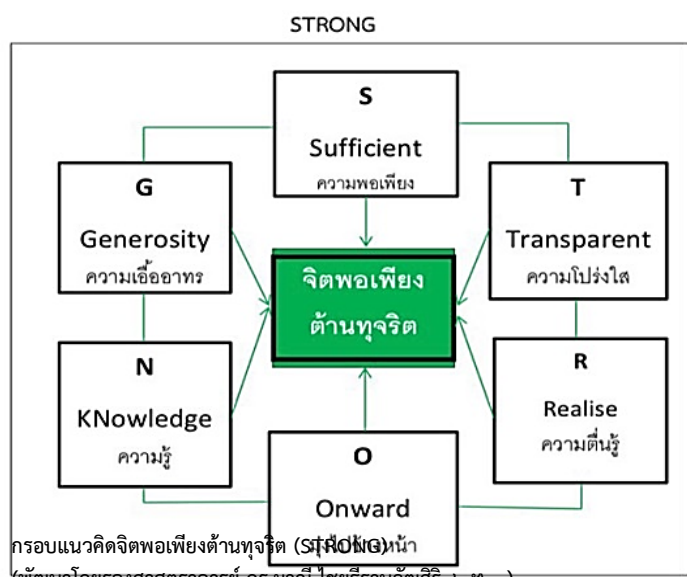 STRONG
S
Sufficient
ความพอเพียง
G
Generosity
ความเอื้ออาทร
T
Transparent
ความโปร่งใส
จิตพอเพียง
ต้านทุจริต
N
KNowledge
ความรู้
R
Realise
ความตื่นรู้
O
Onward
กรอบแนวคิดจิตพอเพียงต้านทุจริต (STRONG)